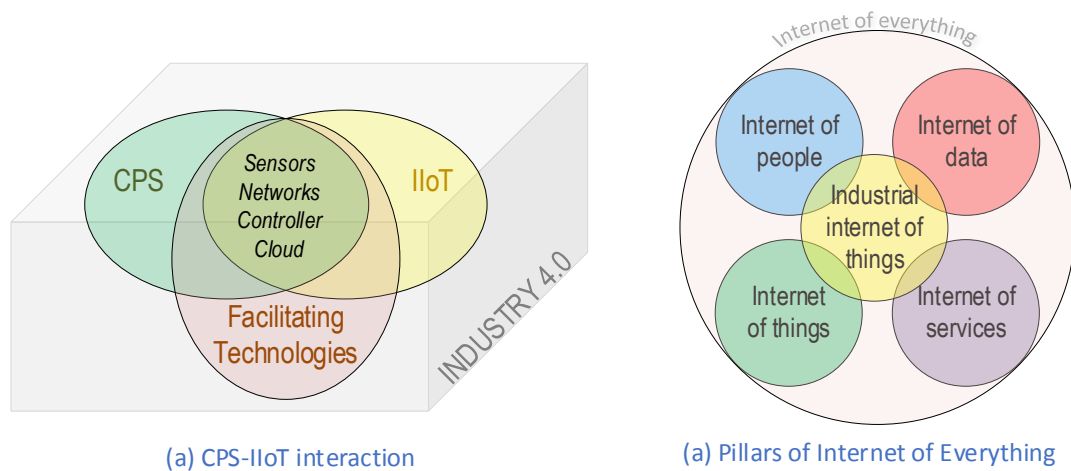 CPS
Sensors
Networks
Controller
Cloud
IIoT
Facilitating
Technologies
INDUSTRY 4.0
(a) CPS-IIoT interaction
Internet of everything
Internet of
people
Internet of
data
Industrial
internet of
things
Internet
of things
Internet of
services
(a) Pillars of Internet of Everything